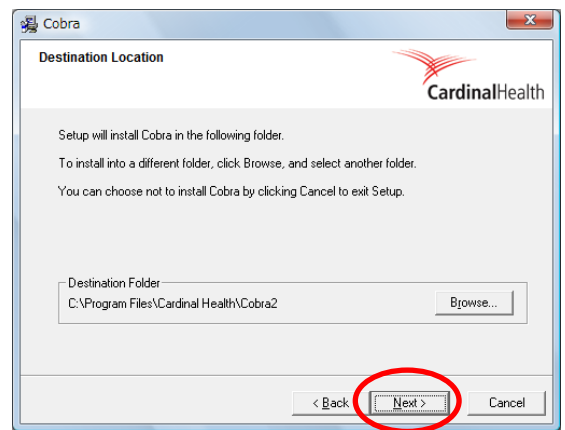 Cobra
Destination Location
CardinalHealth
Setup will install Cobra in the following folder.
To install into a different folder, click Browse, and select another folder.
You can choose not to install Cobra by clicking Cancel to exit Setup.
Destination Folder
C:\Program Files\Cardinal Health\Cobra2
Browse...
< Back
Next >
Cancel